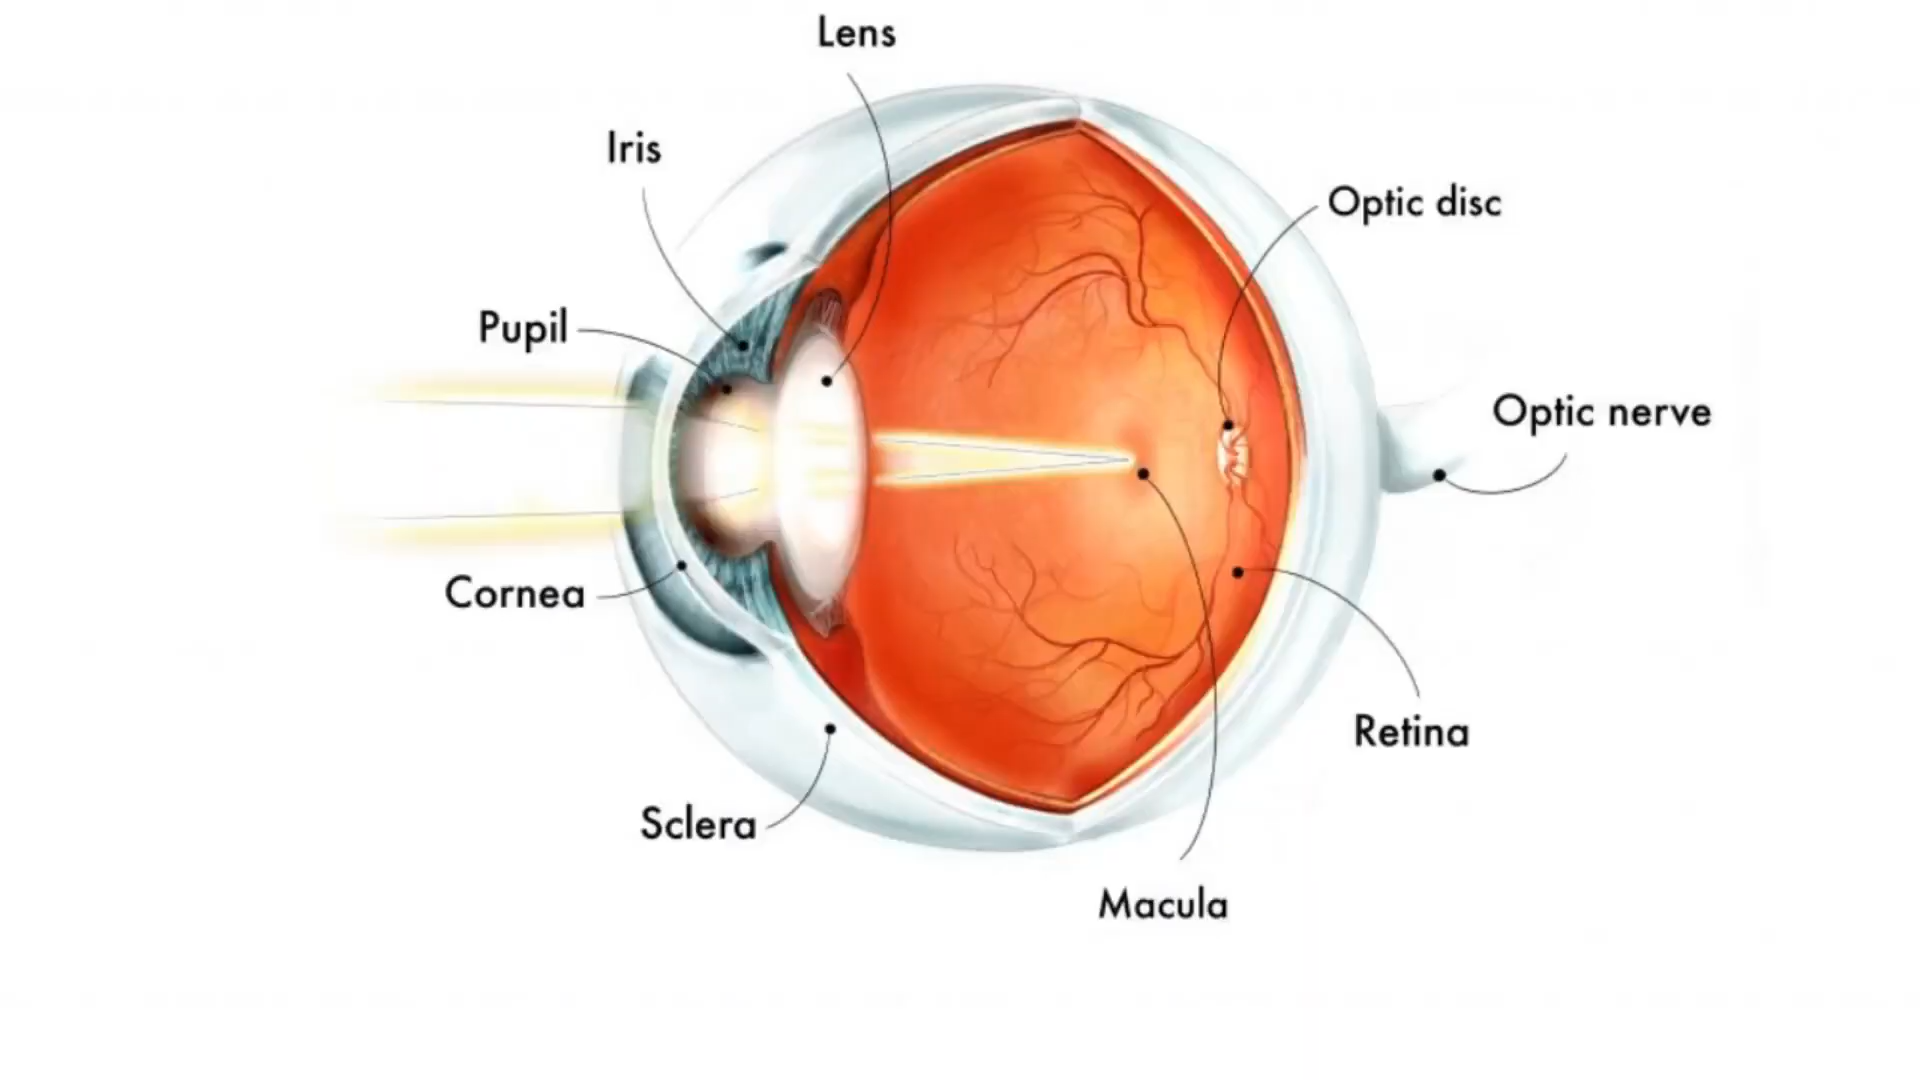 Lens
Iris
Optic disc
Pupil
Optic nerve
Cornea
Retina
Sclera
Macula